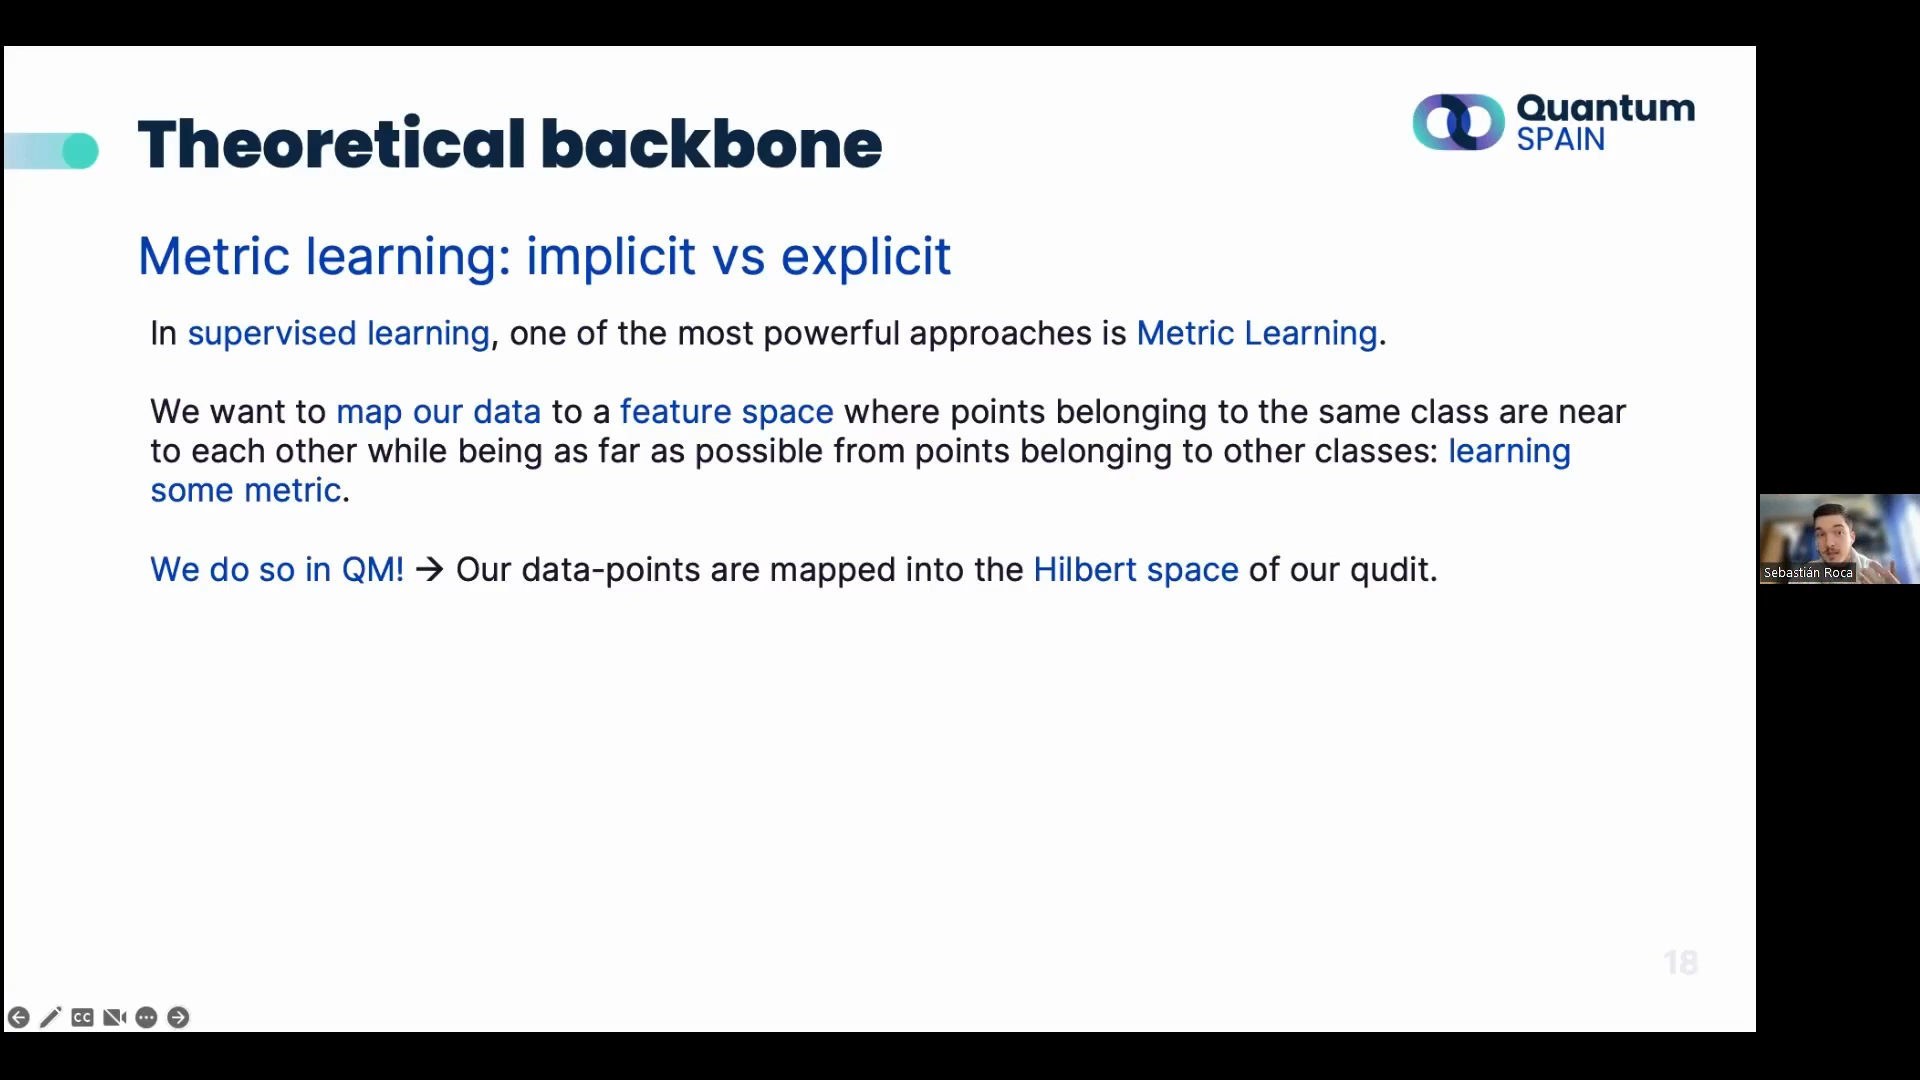 Theoretical backbone
Quantum
SPAIN
Metric learning: implicit vs explicit
In supervised learning, one of the most powerful approaches is Metric Learning.
We want to map our data to a feature space where points belonging to the same class are near
to each other while being as far as possible from points belonging to other classes: learning
some metric.
We do so in QM! → Our data-points are mapped into the Hilbert space of our qudit.
Sebastián Roca
18
CC